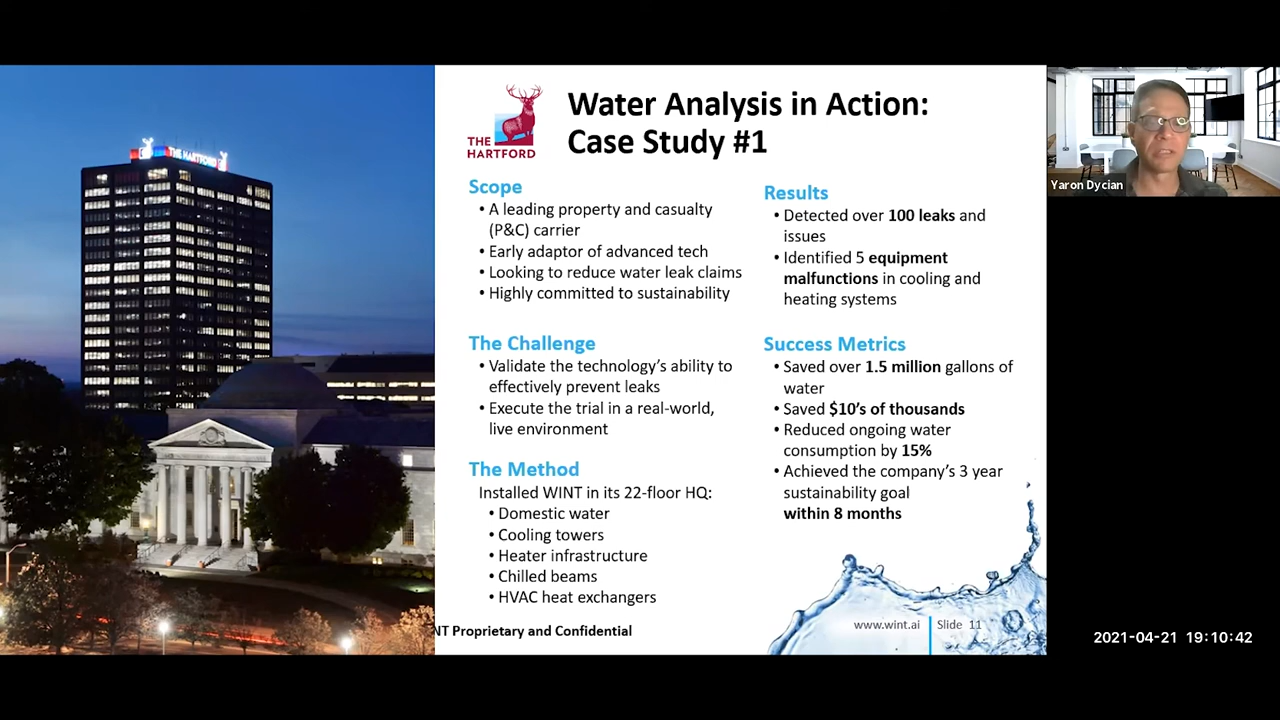 THE HARTFORD
THE
HARTFORD
Water Analysis in Action:
Case Study #1
Scope
• A leading property and casualty
(P&C) carrier
• Early adaptor of advanced tech
• Looking to reduce water leak claims
• Highly committed to sustainability
The Challenge
• Validate the technology's ability to
effectively prevent leaks
• Execute the trial in a real-world,
live environment
The Method
Installed WINT in its 22-floor HQ:
• Domestic water
• Cooling towers
• Heater infrastructure
• Chilled beams
• HVAC heat exchangers
Results
• Detected over 100 leaks and
issues
• Identified 5 equipment
malfunctions in cooling and
heating systems
Success Metrics
• Saved over 1.5 million gallons of
water
• Saved $10's of thousands
• Reduced ongoing water
consumption by 15%
• Achieved the company's 3 year
sustainability goal
within 8 months
NT Proprietary and Confidential
www.wint.ai
Slide 11
Yaron Dycian
2021-04-21 19:10:42